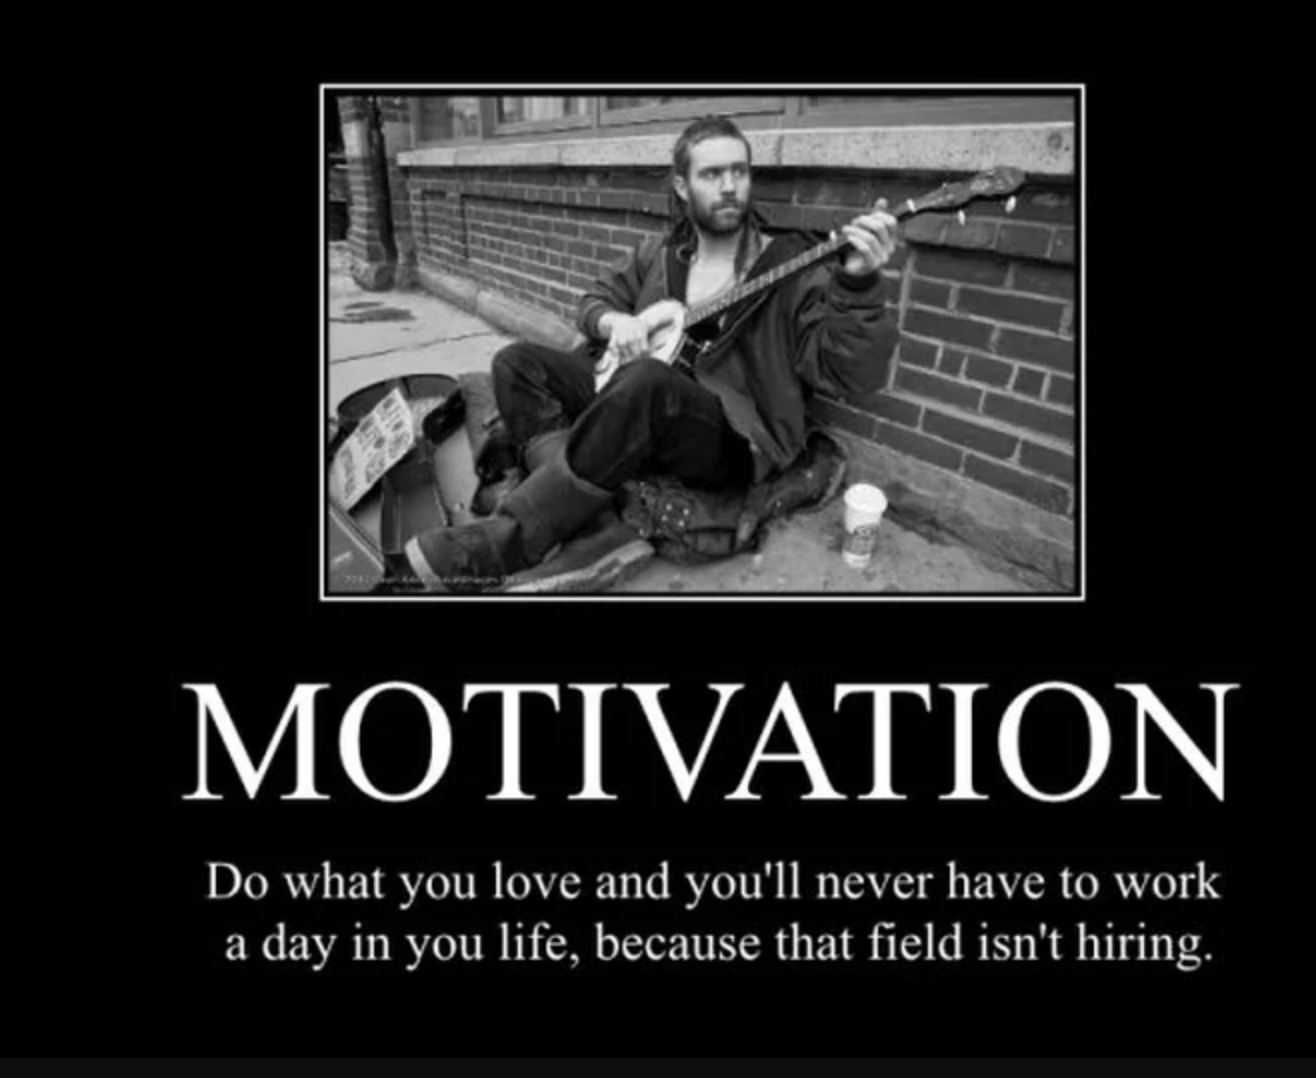 MOTIVATION
Do what you love and you'll never have to work
a day in you life, because that field isn't hiring.